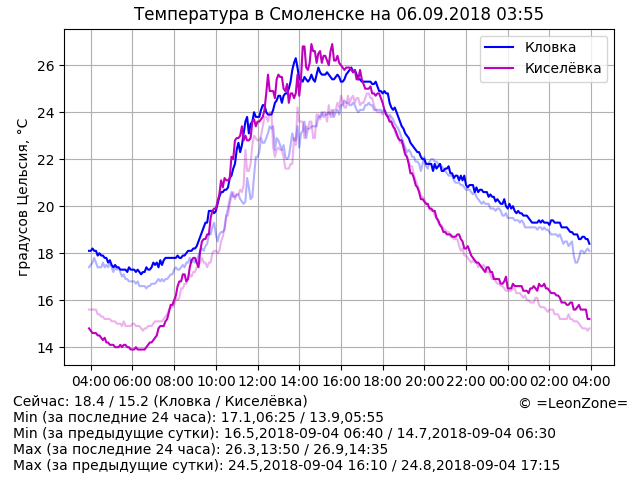 Температура в Смоленске на 06.09.2018 03:55
Кловка
Киселёвка
градусов Цельсия, °C
26
24
22
20
18
16
14
04:00 06:00 08:00 10:00 12:00 14:00 16:00 18:00 20:00 22:00 00:00 02:00 04:00
Сейчас: 18.4 / 15.2 (Кловка / Киселёвка)
© =LeonZone=
Min (за последние 24 часа): 17.1,06:25 / 13.9,05:55
Min (за предыдущие сутки): 16.5,2018-09-04 06:40 / 14.7,2018-09-04 06:30
Max (за последние 24 часа): 26.3,13:50 / 26.9,14:35
Max (за предыдущие сутки): 24.5,2018-09-04 16:10 / 24.8,2018-09-04 17:15